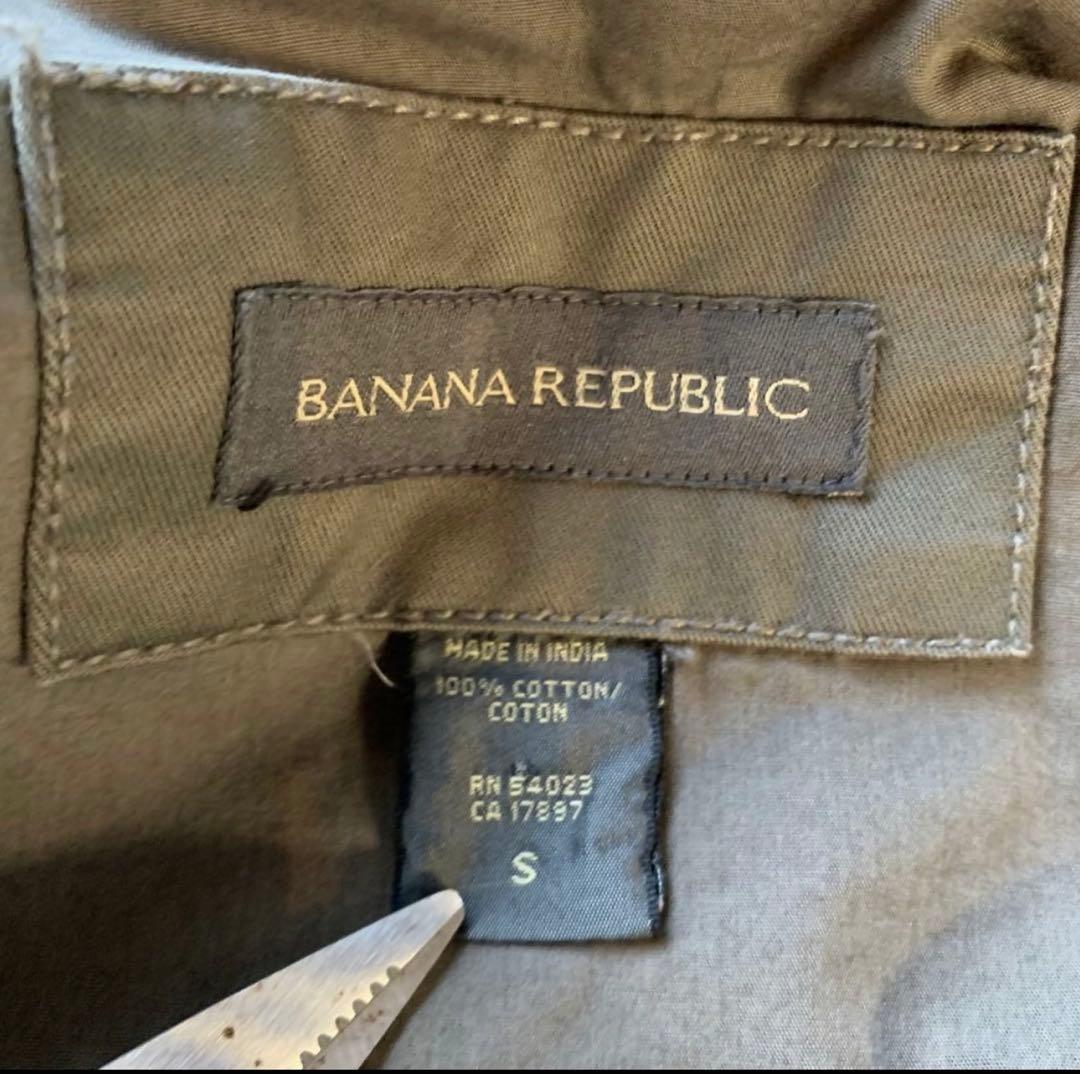 BANANA REPUBLIC
MADE IN INDIA
100% COTTON/
COTON
RN 54023
CA 17897
S